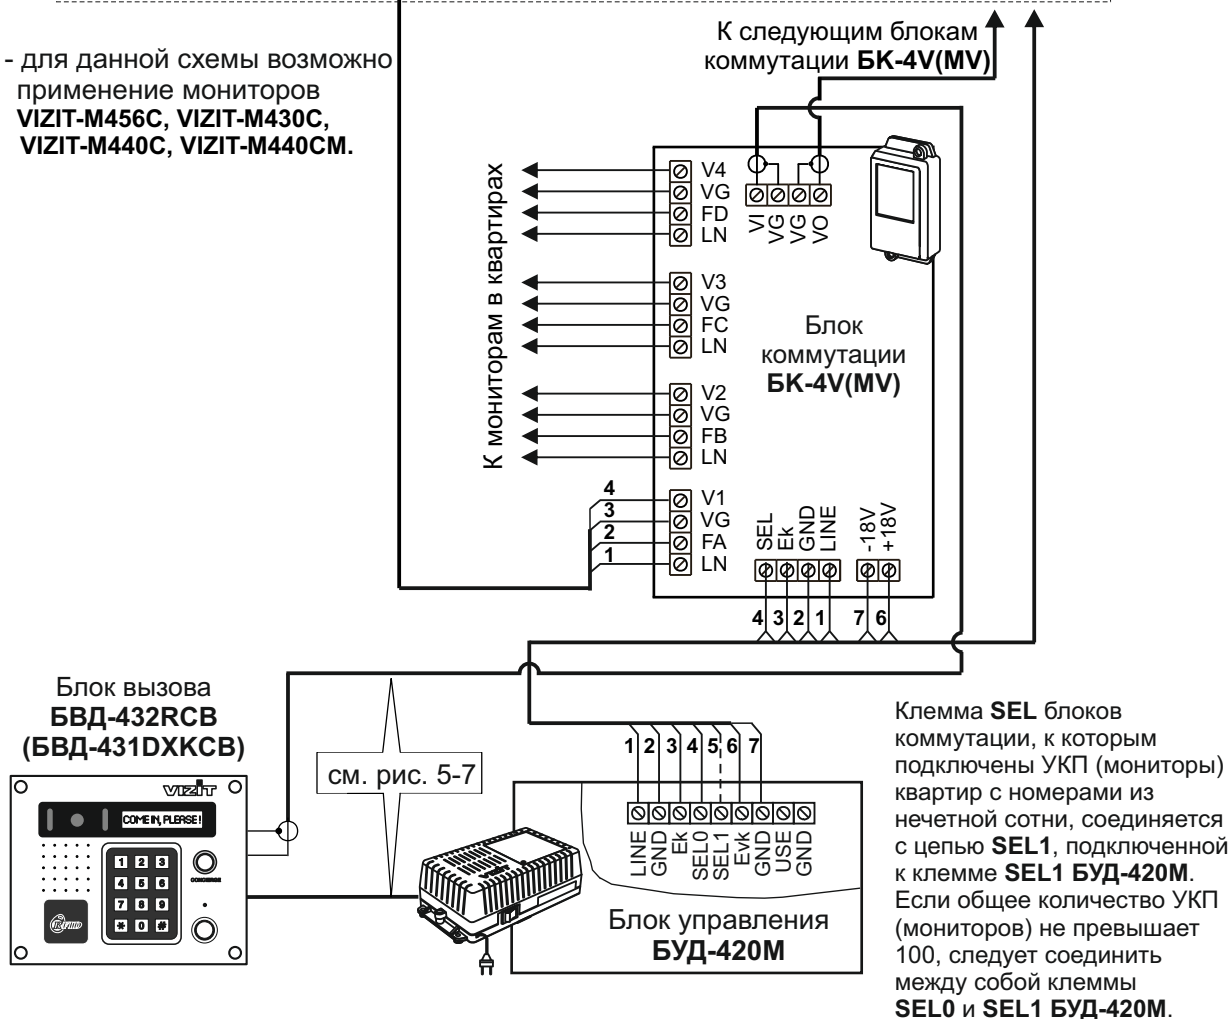 К следующим блокам
коммутации БК-4V(MV)
- для данной схемы возможно
применение мониторов
VIZIT-M456C, VIZIT-M430C,
VIZIT-M440C, VIZIT-M440CM.
К мониторам в квартирах
V4
VG
FD
LN
VI
VG
VG
VO
V3
VG
FC
LN
Блок
коммутации
БК-4V(MV)
V2
VG
FB
LN
4
3
2
1
V1
VG
FA
LN
SEL
Ek
GND
LINE
-18V
+18V
4 3 2 1 7 6
Блок вызова
БВД-432RCB
(БВД-431DXKCB)
см. рис. 5-7
VIZIT
COME IN, PLEASE!
1 2 3
4 5 6
7 8 9
* 0 #
CONCIERGE
1 2 3 4 5 6 7
LINE
GND
Ek
SEL0
SEL1
Evk
GND
USE
GND
Блок управления
БУД-420М
Клемма SEL блоков
коммутации, к которым
подключены УКП (мониторы)
квартир с номерами из
нечетной сотни, соединяется
с цепью SEL1, подключенной
к клемме SEL1 БУД-420М.
Если общее количество УКП
(мониторов) не превышает
100, следует соединить
между собой клеммы
SEL0 и SEL1 БУД-420М.